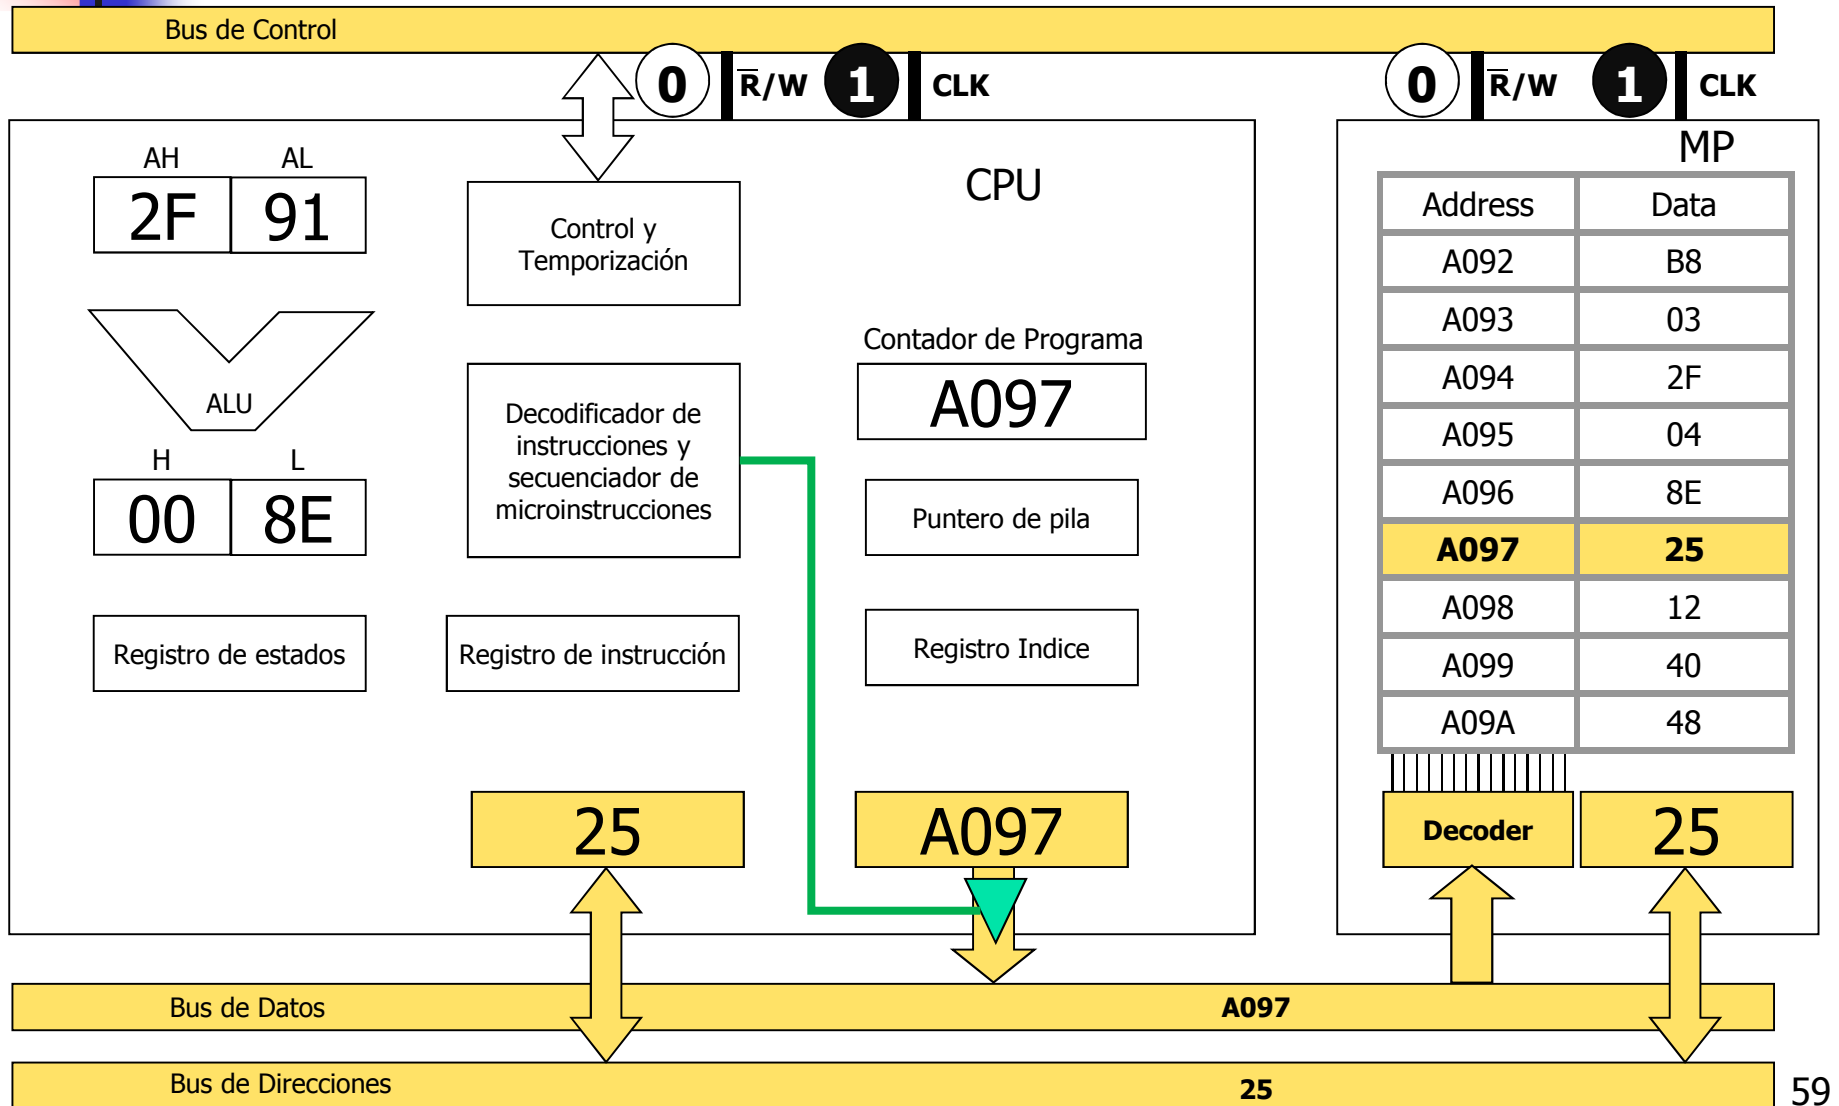 Bus de Control
0 R̅/W 1 CLK
0 R̅/W 1 CLK
CPU
AH AL
2F 91
Control y
Temporización
ALU
H L
00 8E
Decodificador de
instrucciones y
secuenciador de
microinstrucciones
Contador de Programa
A097
Puntero de pila
Registro de estados
Registro de instrucción
Registro Indice
25
A097
MP
Address Data
A092 B8
A093 03
A094 2F
A095 04
A096 8E
A097 25
A098 12
A099 40
A09A 48
Decoder 25
Bus de Datos A097
Bus de Direcciones 25
59